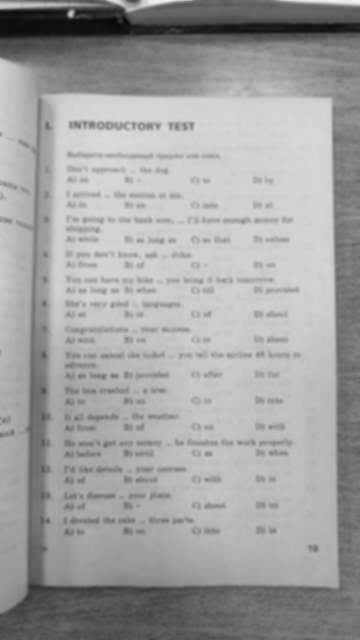 I. INTRODUCTORY TEST
Выберите необходимый предлог или союз.
1. Don't approach ... the dog.
A) on B) – C) to D) by
2. I arrived ... the station at six.
A) in B) on C) into D) at
3. I'm going to the bank now, ... I'll have enough money for
shopping.
A) while B) as long as C) so that D) unless
4. If you don't know, ask ... John.
A) from B) of C) – D) on
5. You can have my bike ... you bring it back tomorrow.
A) as long as B) when C) till D) provided
6. She's very good ... languages.
A) at B) in C) of D) about
7. Congratulations ... your success.
A) with B) on C) in D) about
8. You can cancel the ticket ... you tell the airline 48 hours in
advance.
A) as long as B) provided C) after D) for
9. The bus crashed ... a tree.
A) to B) on C) in D) into
10. It all depends ... the weather.
A) from B) of C) on D) with
11. He won't get any money ... he finishes the work properly.
A) before B) until C) as D) when
12. I'd like details ... your courses.
A) of B) about C) with D) in
13. Let's discuss ... your plans.
A) of B) – C) about D) on
14. I divided the cake ... three parts.
A) to B) on C) into D) in